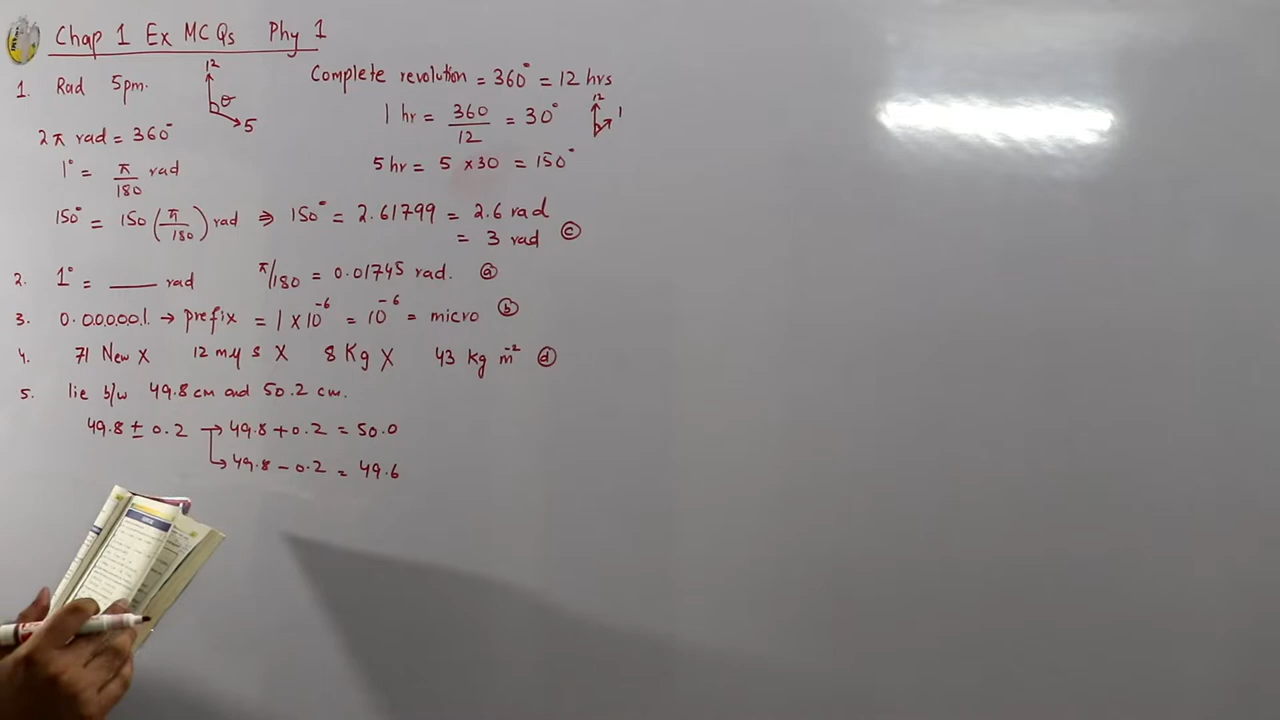 Chap 1 Ex MCQs Phy 1
1. Rad 5pm.
12
θ
5
Complete revolution = 360° = 12 hrs
1 hr = 360/12 = 30°
12
1
5 hr = 5 × 30 = 150°
2π rad = 360°
1° = π/180 rad
150° = 150 (π/180) rad ⇒ 150° = 2.61799 = 2.6 rad
= 3 rad ⓒ
2. 1° = ___ rad π/180 = 0.01745 rad. ⓐ
3. 0.000001 → prefix = 1 × 10⁻⁶ = 10⁻⁶ = micro ⓑ
4. 71 New X 12 mys X 8 Kg X 43 kg m⁻² ⓓ
5. lie b/w 49.8 cm and 50.2 cm.
49.8 ± 0.2 → 49.8 + 0.2 = 50.0
↳ 49.8 − 0.2 = 49.6